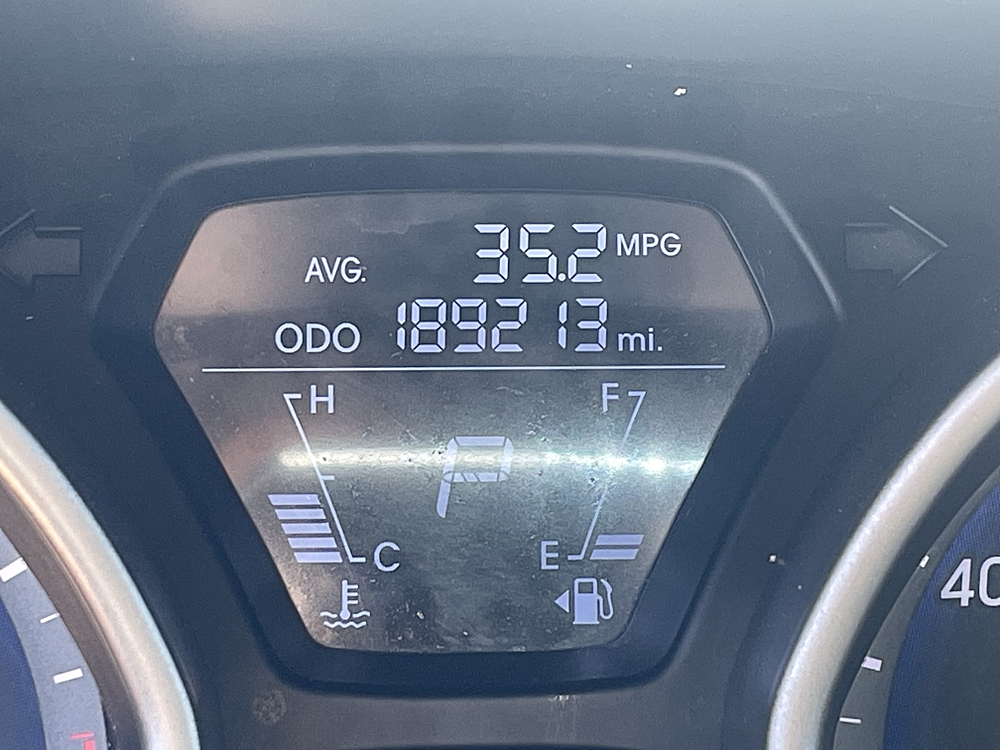 AVG. 35.2 MPG
ODO 189213 mi.
H F
P
C E
40